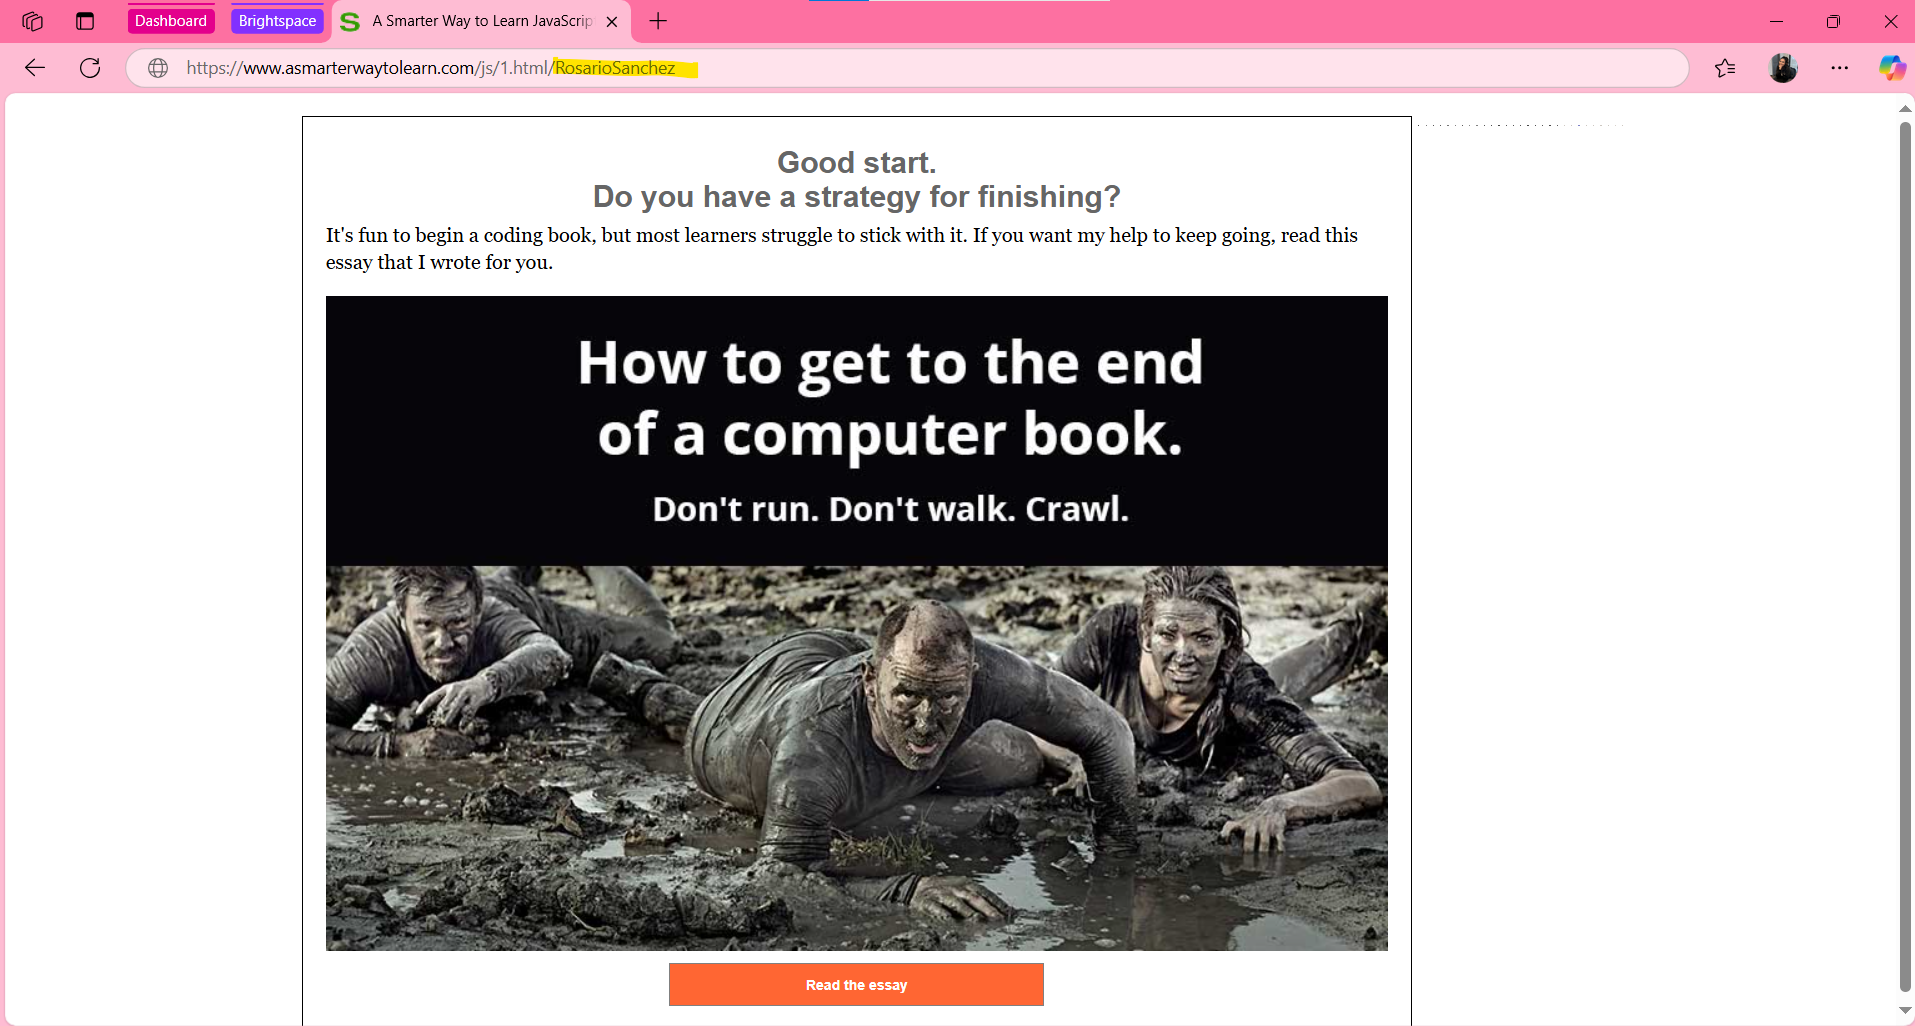 Dashboard
Brightspace
A Smarter Way to Learn JavaScrip
https://www.asmarterwaytolearn.com/js/1.html/RosarioSanchez
Good start.
Do you have a strategy for finishing?
It's fun to begin a coding book, but most learners struggle to stick with it. If you want my help to keep going, read this
essay that I wrote for you.
How to get to the end
of a computer book.
Don't run. Don't walk. Crawl.
Read the essay